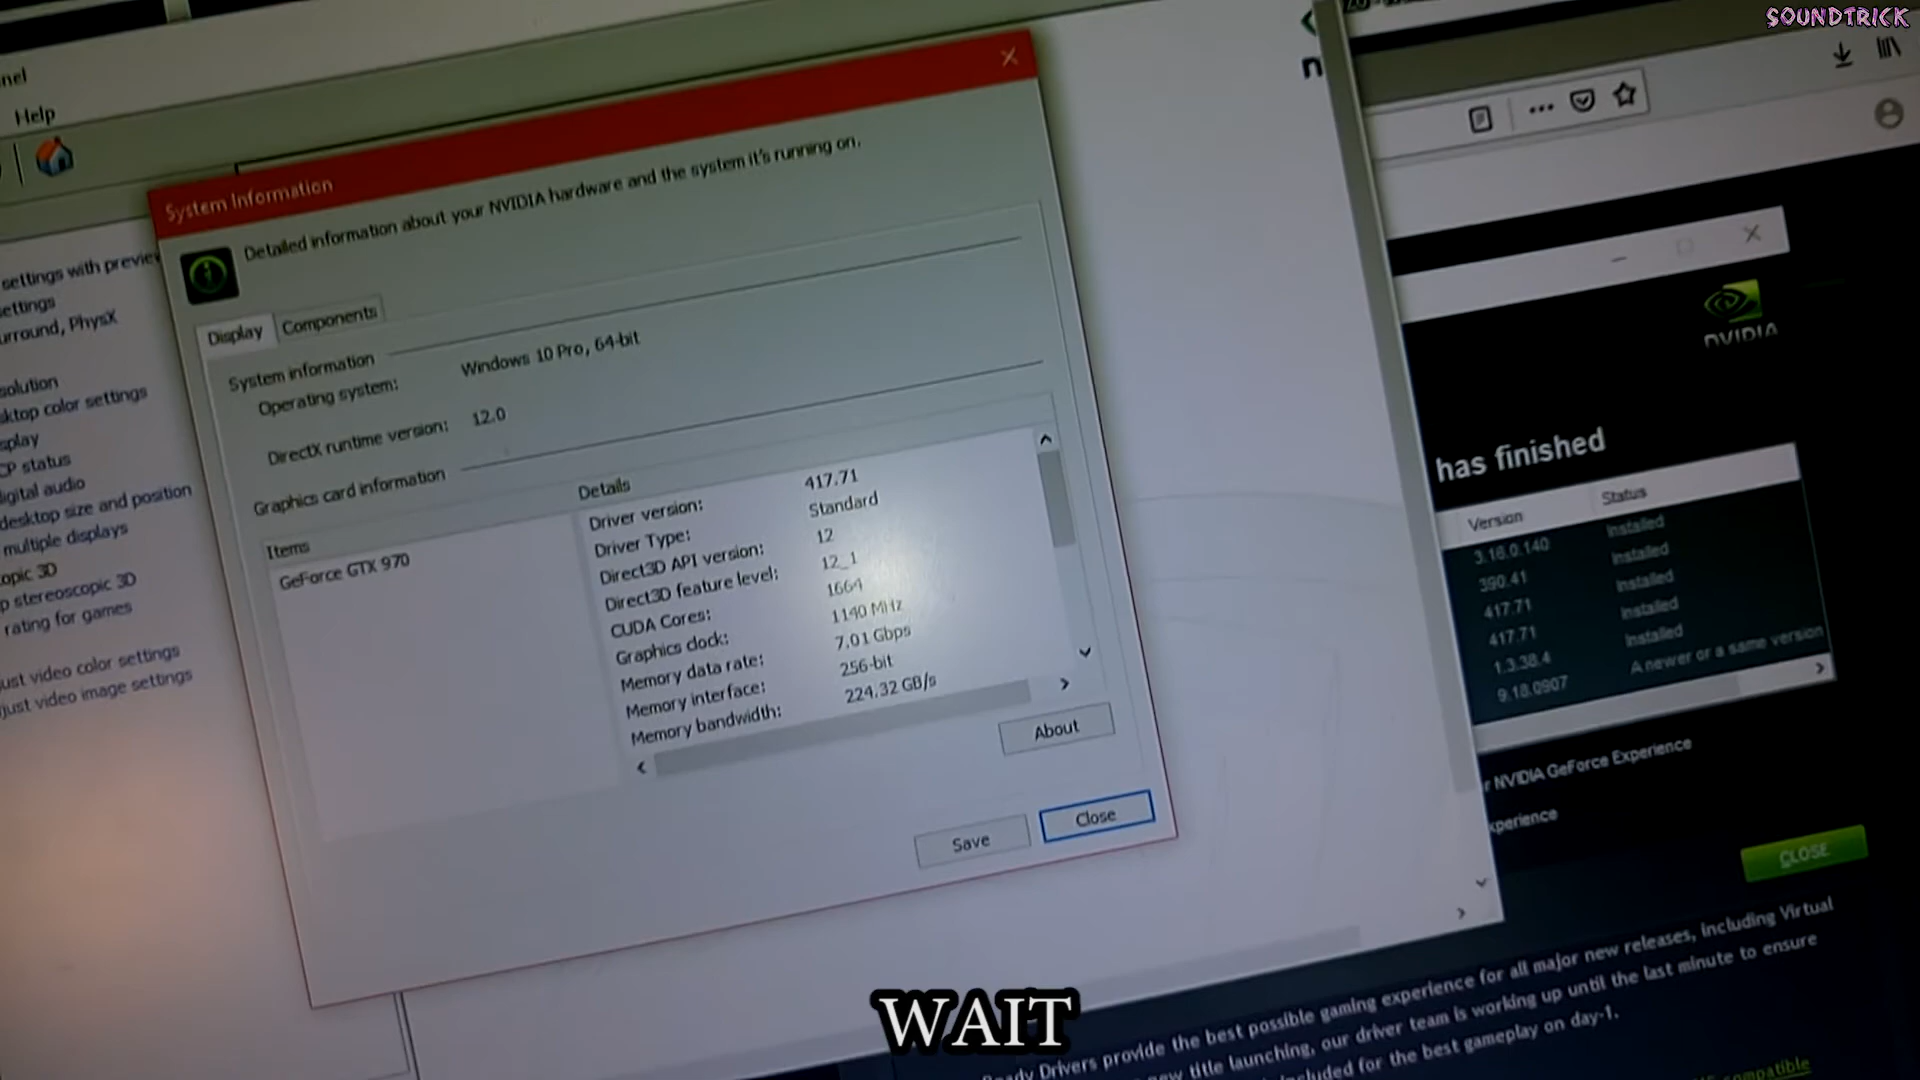 SOUNDTRICK
nel
Help
System Information
Detailed information about your NVIDIA hardware and the system it's running on.
Display
Components
System information
Operating system:
Windows 10 Pro, 64-bit
DirectX runtime version:
12.0
Graphics card information
Items
GeForce GTX 970
Details
Driver version: 417.71
Driver Type: Standard
Direct3D API version: 12
Direct3D feature level: 12_1
CUDA Cores: 1664
Graphics clock: 1140 MHz
Memory data rate: 7.01 Gbps
Memory interface: 256-bit
Memory bandwidth: 224.32 GB/s
About
Save
Close
settings with preview
settings
urround, PhysX
solution
sktop color settings
splay
CP status
digital audio
desktop size and position
multiple displays
opic 3D
p stereoscopic 3D
rating for games
just video color settings
just video image settings
n
NVIDIA
has finished
Version
Status
3.16.0.140 Installed
390.41 Installed
417.71 Installed
417.71 Installed
1.3.38.4 Installed
9.18.0907 A newer or a same version
r NVIDIA GeForce Experience
xperience
CLOSE
Ready Drivers provide the best possible gaming experience for all major new releases, including Virtual
new title launching, our driver team is working up until the last minute to ensure
included for the best gameplay on day-1.
compatible
WAIT